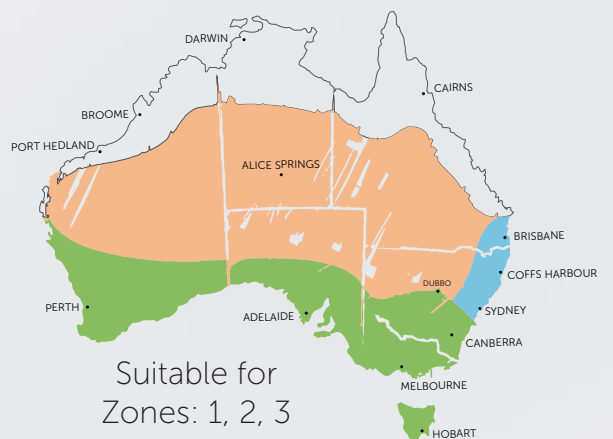 DARWIN
CAIRNS
BROOME
PORT HEDLAND
ALICE SPRINGS
BRISBANE
COFFS HARBOUR
DUBBO
PERTH
SYDNEY
ADELAIDE
CANBERRA
Suitable for
Zones: 1, 2, 3
MELBOURNE
HOBART